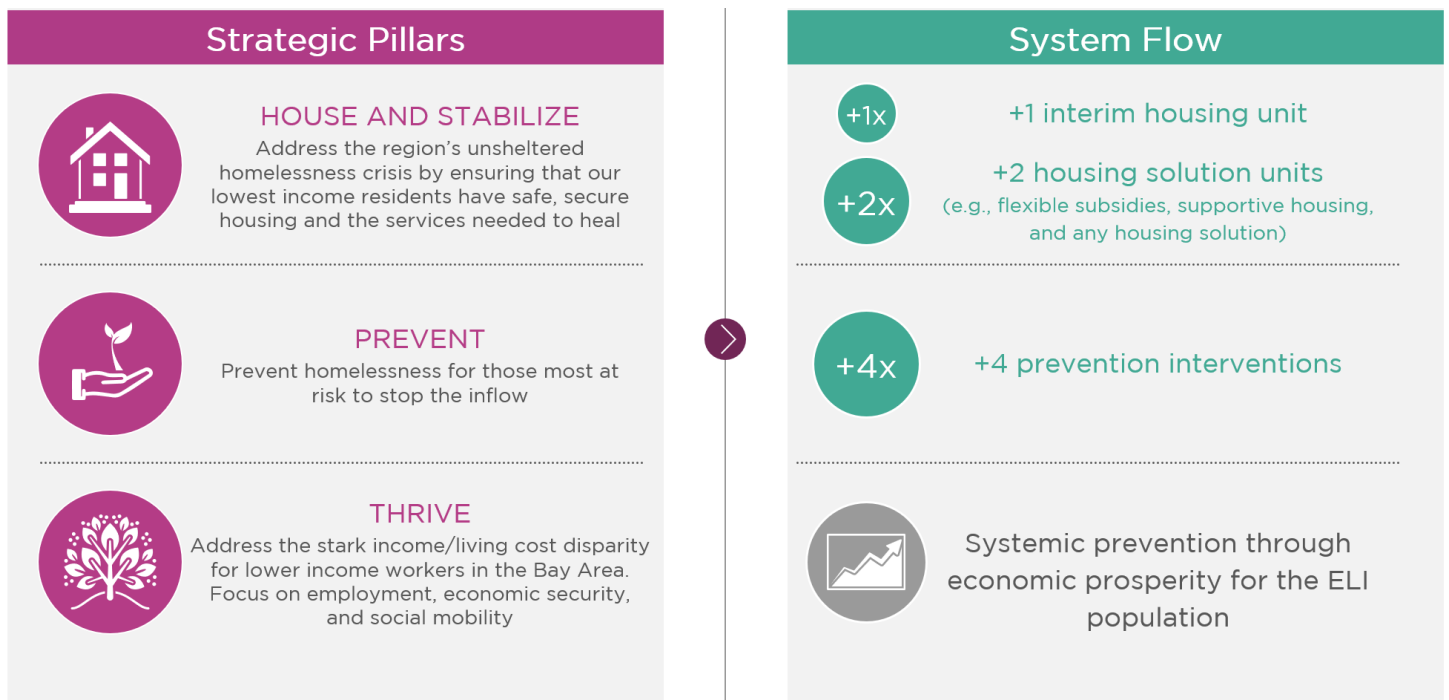 Strategic Pillars
HOUSE AND STABILIZE
Address the region's unsheltered
homelessness crisis by ensuring that our
lowest income residents have safe, secure
housing and the services needed to heal
PREVENT
Prevent homelessness for those most at
risk to stop the inflow
THRIVE
Address the stark income/living cost disparity
for lower income workers in the Bay Area.
Focus on employment, economic security,
and social mobility
System Flow
+1x
+1 interim housing unit
+2x
+2 housing solution units
(e.g., flexible subsidies, supportive housing,
and any housing solution)
+4x
+4 prevention interventions
Systemic prevention through
economic prosperity for the ELI
population